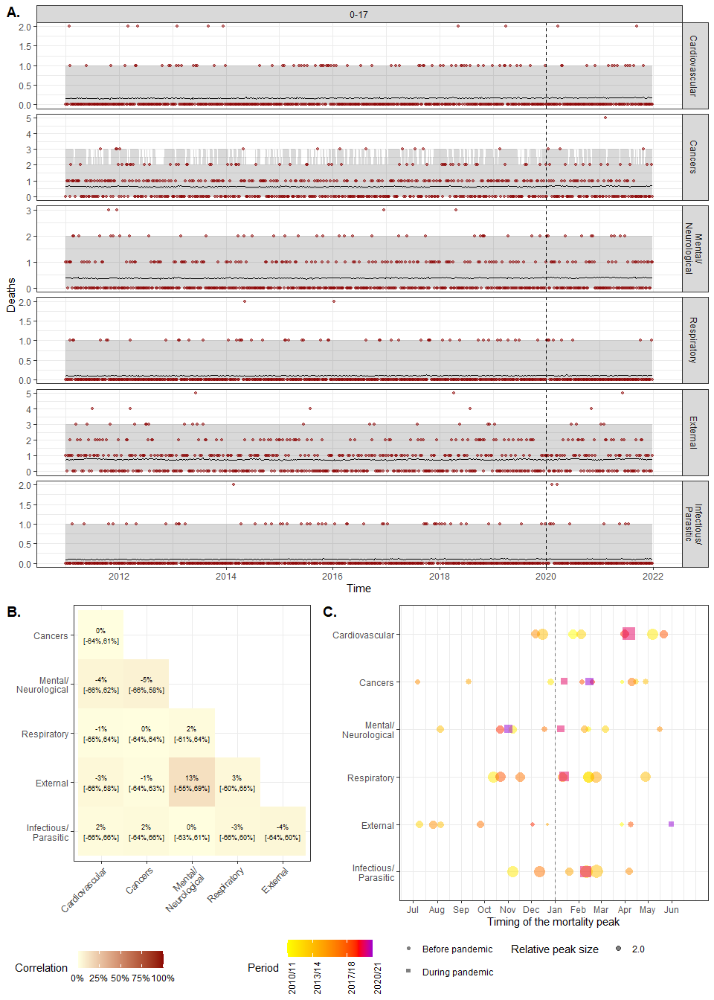 A.
0-17
2.0
1.5
1.0
0.5
0.0
Cardiovascular
5
4
3
2
1
0
Cancers
3
2
1
0
Mental/
Neurological
Deaths
2.0
1.5
1.0
0.5
0.0
Respiratory
5
4
3
2
1
0
External
2.0
1.5
1.0
0.5
0.0
Infectious/
Parasitic
2012 2014 2016 2018 2020 2022
Time
B.
Cancers
0%
[-64%,61%]
Mental/
Neurological
-4% -5%
[-66%,62%] [-66%,58%]
Respiratory
-1% 0% 2%
[-65%,64%] [-64%,64%] [-61%,64%]
External
-3% -1% 13% 3%
[-66%,58%] [-64%,63%] [-55%,69%] [-60%,65%]
Infectious/
Parasitic
2% 2% 0% -3% -4%
[-66%,66%] [-64%,66%] [-63%,61%] [-66%,60%] [-64%,60%]
Cardiovascular
Cancers
Mental/
Neurological
Respiratory
External
Correlation
0% 25% 50% 75% 100%
C.
Cardiovascular
Cancers
Mental/
Neurological
Respiratory
External
Infectious/
Parasitic
Jul Aug Sep Oct Nov Dec Jan Feb Mar Apr May Jun
Timing of the mortality peak
Period
2010/11
2013/14
2017/18
2020/21
Before pandemic
During pandemic
Relative peak size
2.0